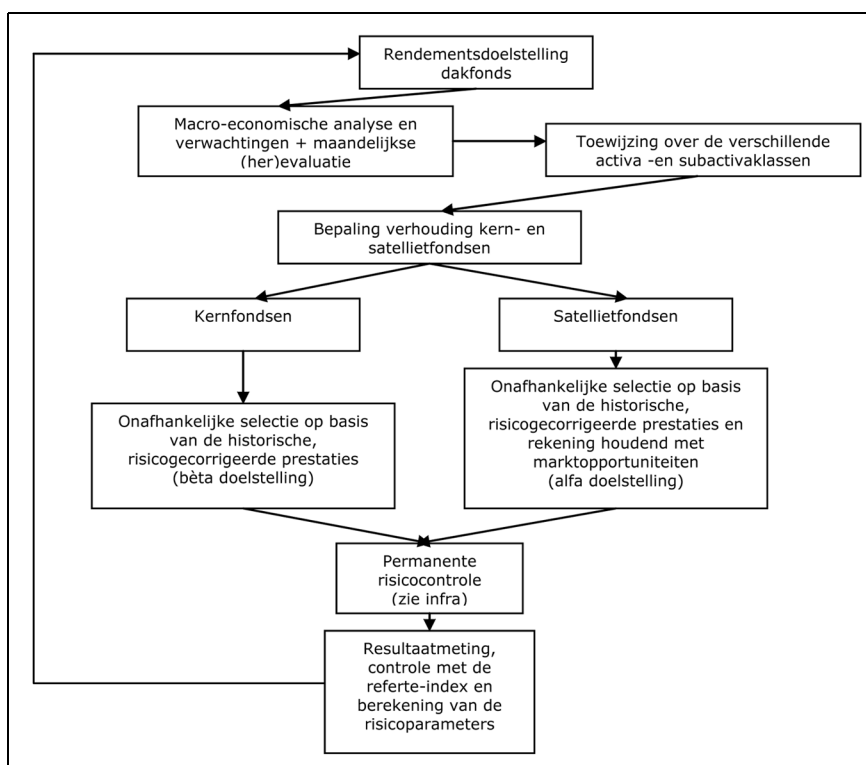 Rendementsdoelstelling
dakfonds
Macro-economische analyse en
verwachtingen + maandelijkse
(her)evaluatie
Toewijzing over de verschillende
activa -en subactivaklassen
Bepaling verhouding kern- en
satellietfondsen
Kernfondsen
Satellietfondsen
Onafhankelijke selectie op basis
van de historische,
risicogecorrigeerde prestaties
(bèta doelstelling)
Onafhankelijke selectie op basis
van de historische,
risicogecorrigeerde prestaties en
rekening houdend met
marktopportuniteiten
(alfa doelstelling)
Permanente
risicocontrole
(zie infra)
Resultaatmeting,
controle met de
referte-index en
berekening van de
risicoparameters